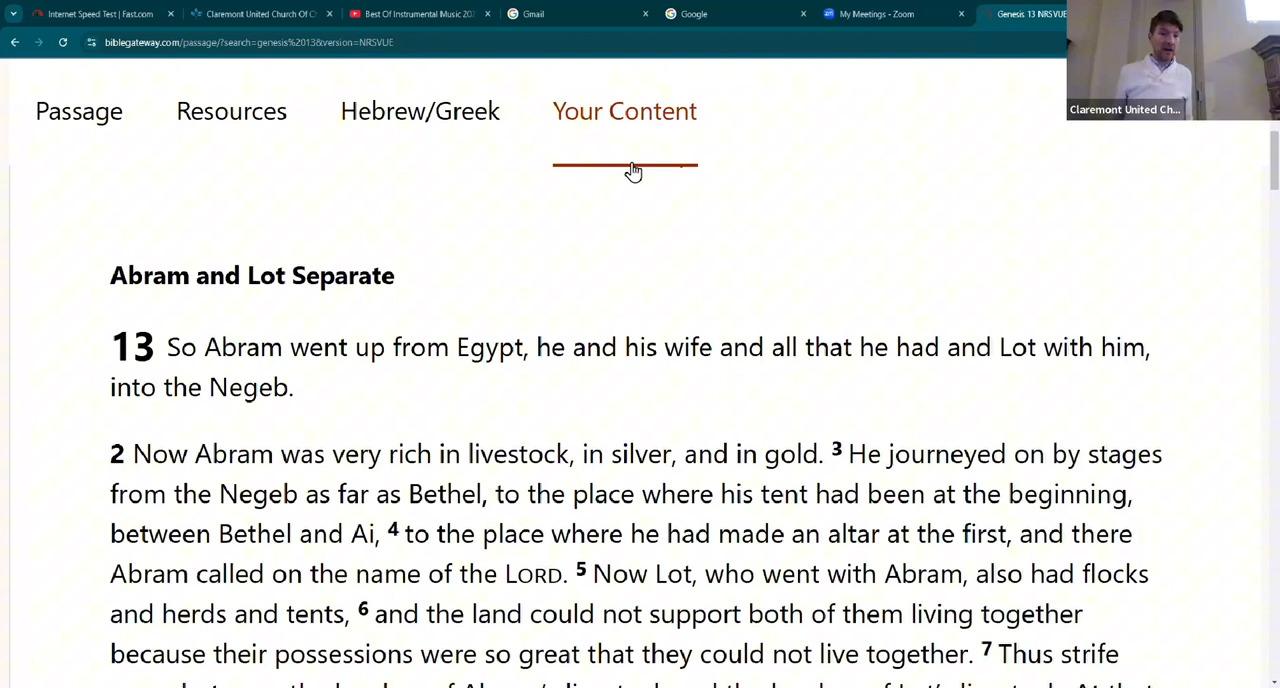 Internet Speed Test | Fast.com
Claremont United Church Of C
Best Of Instrumental Music 202
Gmail
Google
My Meetings - Zoom
Genesis 13 NRSVUE
biblegateway.com/passage/?search=genesis%2013&version=NRSVUE
Claremont United Ch...
Passage
Resources
Hebrew/Greek
Your Content
Abram and Lot Separate
13 So Abram went up from Egypt, he and his wife and all that he had and Lot with him,
into the Negeb.
2 Now Abram was very rich in livestock, in silver, and in gold. 3 He journeyed on by stages
from the Negeb as far as Bethel, to the place where his tent had been at the beginning,
between Bethel and Ai, 4 to the place where he had made an altar at the first, and there
Abram called on the name of the LORD. 5 Now Lot, who went with Abram, also had flocks
and herds and tents, 6 and the land could not support both of them living together
because their possessions were so great that they could not live together. 7 Thus strife